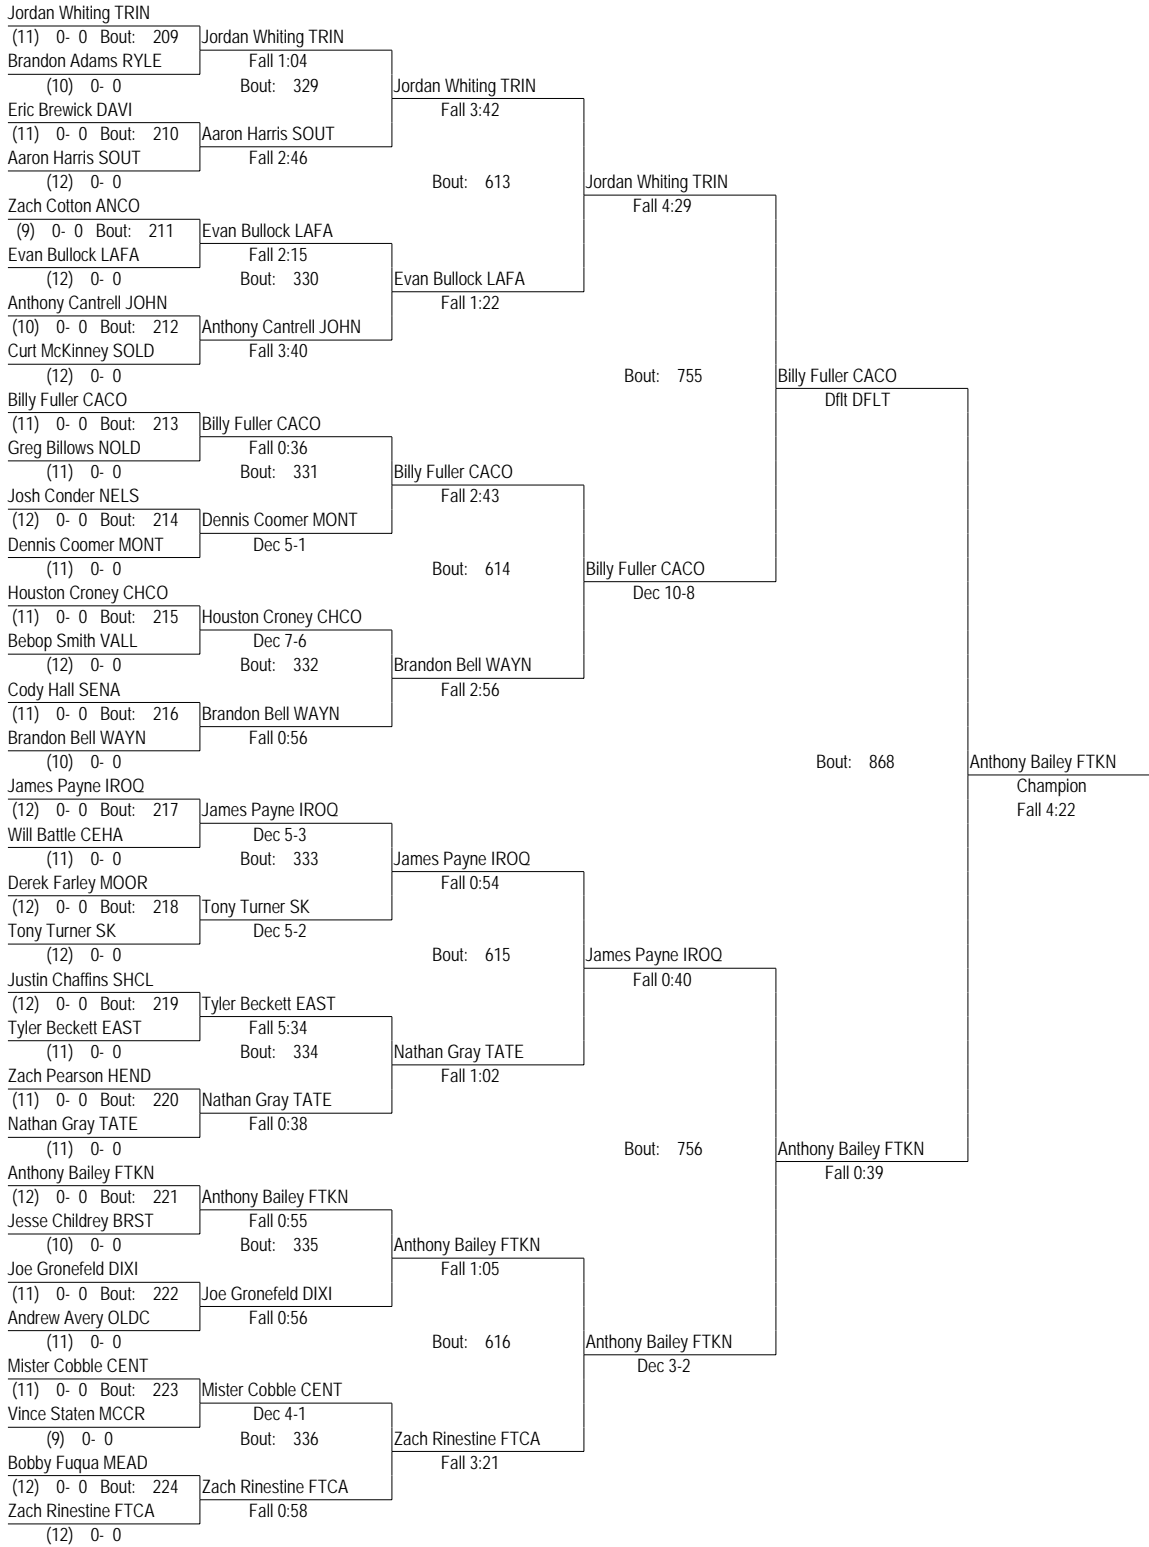 Jordan Whiting TRIN
(11) 0- 0 Bout: 209 Jordan Whiting TRIN
Brandon Adams RYLE Fall 1:04
(10) 0- 0 Bout: 329 Jordan Whiting TRIN
Eric Brewick DAVI Fall 3:42
(11) 0- 0 Bout: 210 Aaron Harris SOUT
Aaron Harris SOUT Fall 2:46
(12) 0- 0 Bout: 613 Jordan Whiting TRIN
Zach Cotton ANCO Fall 4:29
(9) 0- 0 Bout: 211 Evan Bullock LAFA
Evan Bullock LAFA Fall 2:15
(12) 0- 0 Bout: 330 Evan Bullock LAFA
Anthony Cantrell JOHN Fall 1:22
(10) 0- 0 Bout: 212 Anthony Cantrell JOHN
Curt McKinney SOLD Fall 3:40
(12) 0- 0 Bout: 755 Billy Fuller CACO
Billy Fuller CACO Dflt DFLT
(11) 0- 0 Bout: 213 Billy Fuller CACO
Greg Billows NOLD Fall 0:36
(11) 0- 0 Bout: 331 Billy Fuller CACO
Josh Conder NELS Fall 2:43
(12) 0- 0 Bout: 214 Dennis Coomer MONT
Dennis Coomer MONT Dec 5-1
(11) 0- 0 Bout: 614 Billy Fuller CACO
Houston Croney CHCO Dec 10-8
(11) 0- 0 Bout: 215 Houston Croney CHCO
Bebop Smith VALL Dec 7-6
(12) 0- 0 Bout: 332 Brandon Bell WAYN
Cody Hall SENA Fall 2:56
(11) 0- 0 Bout: 216 Brandon Bell WAYN
Brandon Bell WAYN Fall 0:56
(10) 0- 0 Bout: 868 Anthony Bailey FTKN
James Payne IROQ Champion
(12) 0- 0 Bout: 217 James Payne IROQ Fall 4:22
Will Battle CEHA Dec 5-3
(11) 0- 0 Bout: 333 James Payne IROQ
Derek Farley MOOR Fall 0:54
(12) 0- 0 Bout: 218 Tony Turner SK
Tony Turner SK Dec 5-2
(12) 0- 0 Bout: 615 James Payne IROQ
Justin Chaffins SHCL Fall 0:40
(12) 0- 0 Bout: 219 Tyler Beckett EAST
Tyler Beckett EAST Fall 5:34
(11) 0- 0 Bout: 334 Nathan Gray TATE
Zach Pearson HEND Fall 1:02
(11) 0- 0 Bout: 220 Nathan Gray TATE
Nathan Gray TATE Fall 0:38
(11) 0- 0 Bout: 756 Anthony Bailey FTKN
Anthony Bailey FTKN Fall 0:39
(12) 0- 0 Bout: 221 Anthony Bailey FTKN
Jesse Childrey BRST Fall 0:55
(10) 0- 0 Bout: 335 Anthony Bailey FTKN
Joe Gronefeld DIXI Fall 1:05
(11) 0- 0 Bout: 222 Joe Gronefeld DIXI
Andrew Avery OLDC Fall 0:56
(11) 0- 0 Bout: 616 Anthony Bailey FTKN
Mister Cobble CENT Dec 3-2
(11) 0- 0 Bout: 223 Mister Cobble CENT
Vince Staten MCCR Dec 4-1
(9) 0- 0 Bout: 336 Zach Rinestine FTCA
Bobby Fuqua MEAD Fall 3:21
(12) 0- 0 Bout: 224 Zach Rinestine FTCA
Zach Rinestine FTCA Fall 0:58
(12) 0- 0